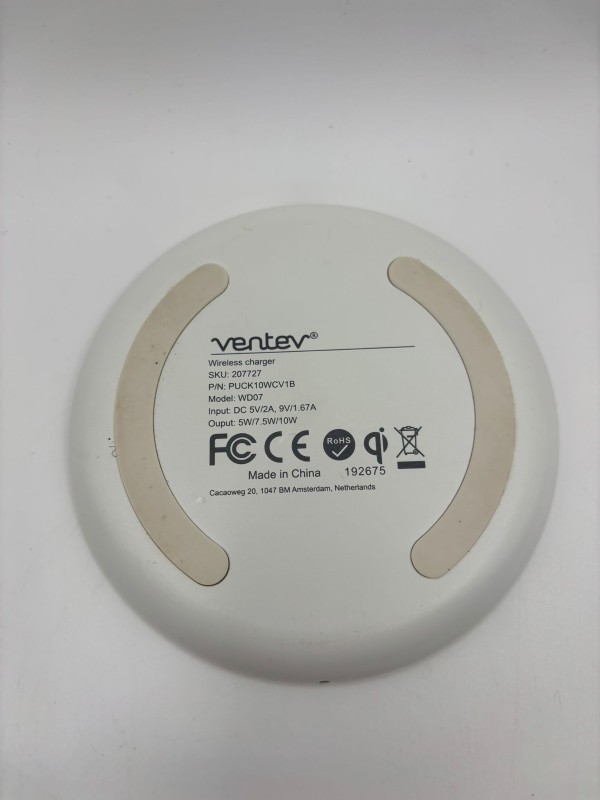 ventev®
Wireless charger
SKU: 207727
P/N: PUCK10WCV1B
Model: WD07
Input: DC 5V/2A, 9V/1.67A
Ouput: 5W/7.5W/10W
FC CE RoHS qi
Made in China 192675
Cacaoweg 20, 1047 BM Amsterdam, Netherlands